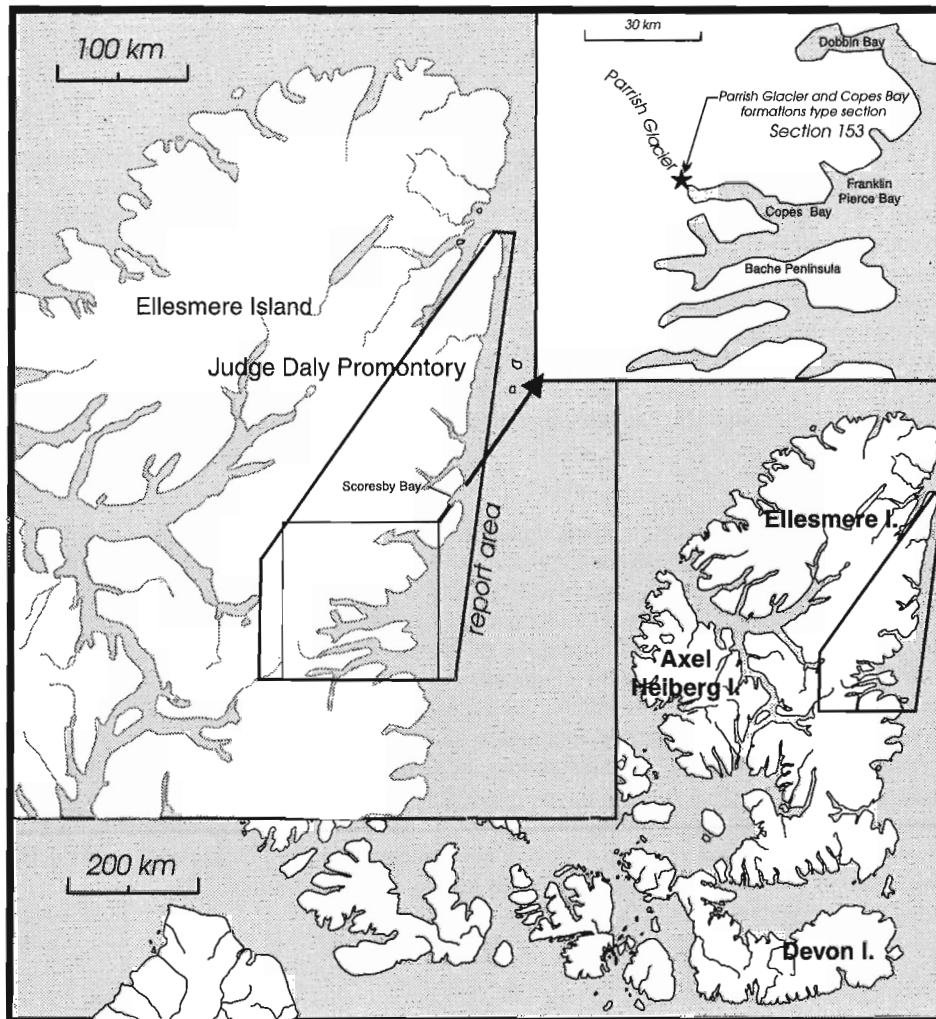 100 km
Ellesmere Island
Judge Daly Promontory
Scoresby Bay
report area
30 km
Dobbin Bay
Parrish Glacier
Parrish Glacier and Copes Bay
formations type section
Section 153
Franklin
Pierce Bay
Copes Bay
Bache Peninsula
Ellesmere I.
Axel
Heiberg I.
200 km
Devon I.